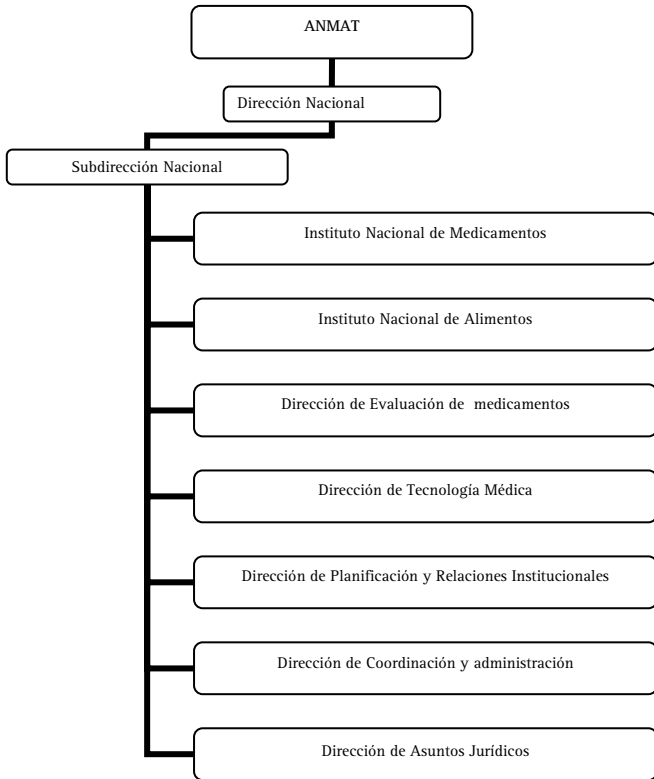 ANMAT
Dirección Nacional
Subdirección Nacional
Instituto Nacional de Medicamentos
Instituto Nacional de Alimentos
Dirección de Evaluación de  medicamentos
Dirección de Tecnología Médica
Dirección de Planificación y Relaciones Institucionales
Dirección de Coordinación y administración
Dirección de Asuntos Jurídicos